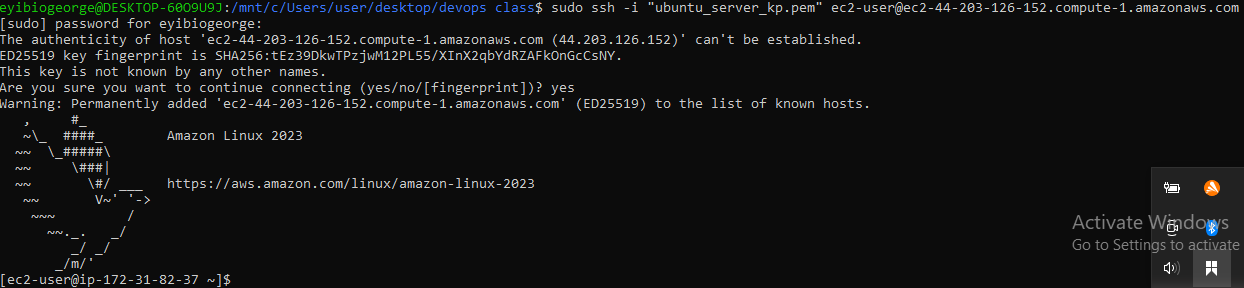 eyibiogeorge@DESKTOP-60O9U9J:/mnt/c/Users/user/desktop/devops class$ sudo ssh -i "ubuntu_server_kp.pem" ec2-user@ec2-44-203-126-152.compute-1.amazonaws.com
[sudo] password for eyibiogeorge:
The authenticity of host 'ec2-44-203-126-152.compute-1.amazonaws.com (44.203.126.152)' can't be established.
ED25519 key fingerprint is SHA256:tEz39DkwTPzjwM12PL55/XInX2qbYdRZAFkOnGcCsNY.
This key is not known by any other names.
Are you sure you want to continue connecting (yes/no/[fingerprint])? yes
Warning: Permanently added 'ec2-44-203-126-152.compute-1.amazonaws.com' (ED25519) to the list of known hosts.
   ,     #_
   ~\_  ####_        Amazon Linux 2023
  ~~  \_#####\
  ~~     \###|
  ~~       \#/ ___   https://aws.amazon.com/linux/amazon-linux-2023
   ~~       V~' '->
    ~~~         /
      ~~._.   _/
         _/ _/
       _/m/'
[ec2-user@ip-172-31-82-37 ~]$
Activate Windows
Go to Settings to activate